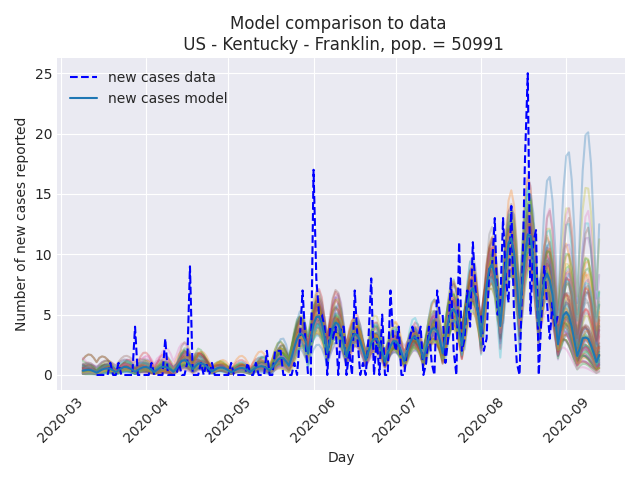 Model comparison to data
US - Kentucky - Franklin, pop. = 50991
new cases data
new cases model
Number of new cases reported
25
20
15
10
5
0
2020-03
2020-04
2020-05
2020-06
2020-07
2020-08
2020-09
Day